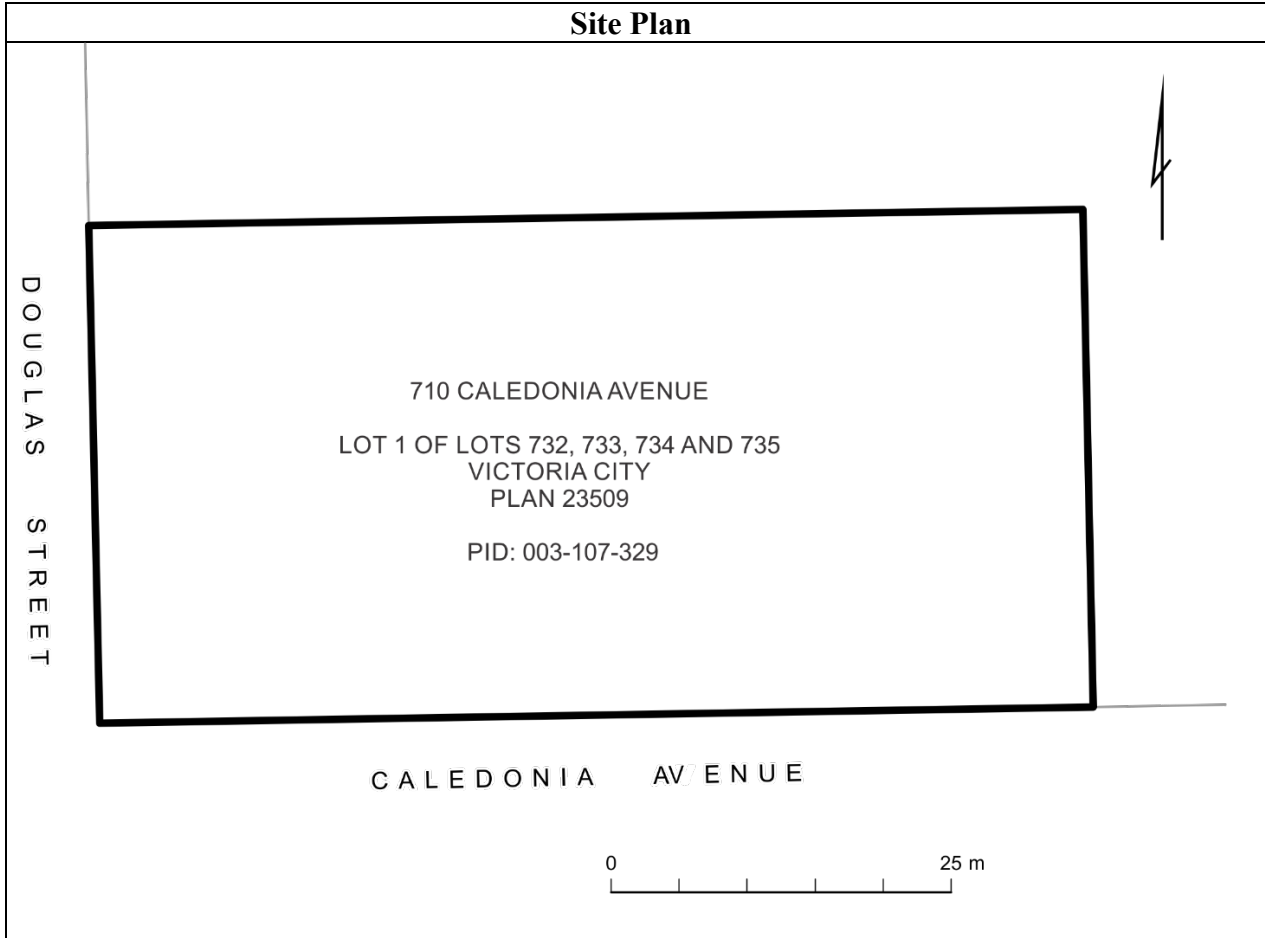 Site Plan
DOUGLAS STREET
710 CALEDONIA AVENUE
LOT 1 OF LOTS 732, 733, 734 AND 735
VICTORIA CITY
PLAN 23509
PID: 003-107-329
CALEDONIA AVENUE
0 25 m